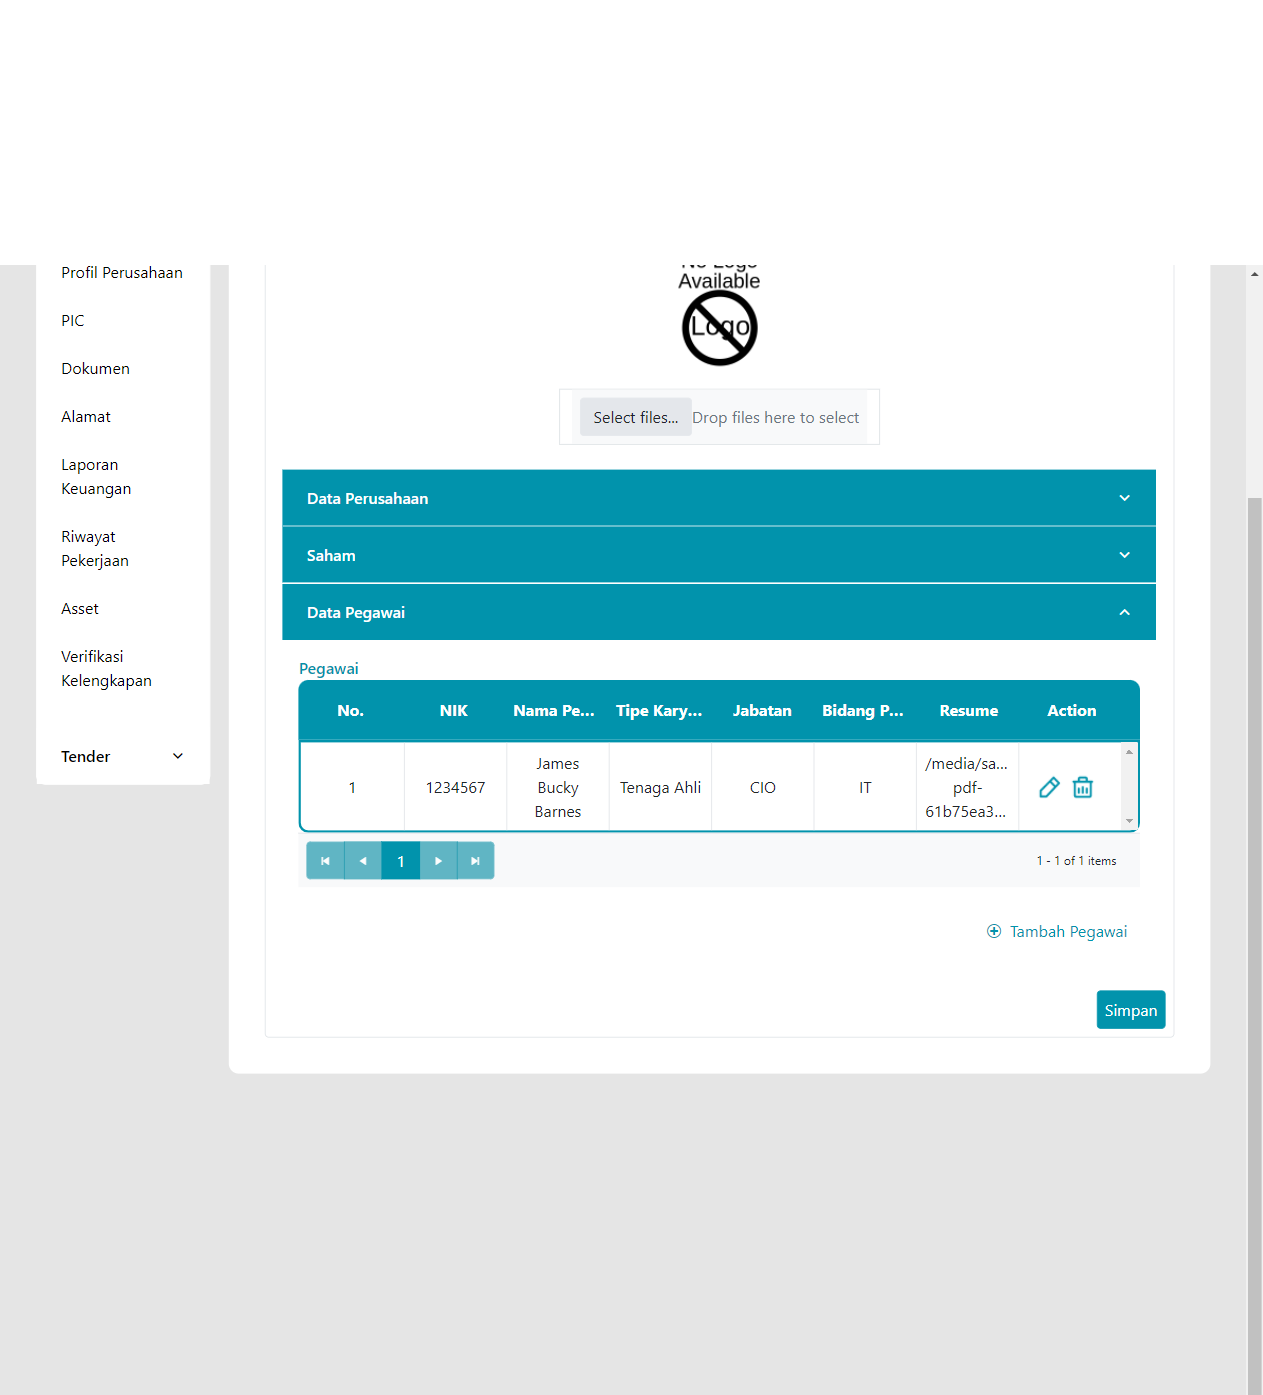 Profil Perusahaan
PIC
Dokumen
Alamat
Laporan
Keuangan
Riwayat
Pekerjaan
Asset
Verifikasi
Kelengkapan
Tender
No Logo
Available
Logo
Select files... Drop files here to select
Data Perusahaan
Saham
Data Pegawai
Pegawai
No. NIK Nama Pe... Tipe Kary... Jabatan Bidang P... Resume Action
1 1234567 James Bucky Barnes Tenaga Ahli CIO IT /media/sa... pdf- 61b75ea3...
1 1 - 1 of 1 items
Tambah Pegawai
Simpan